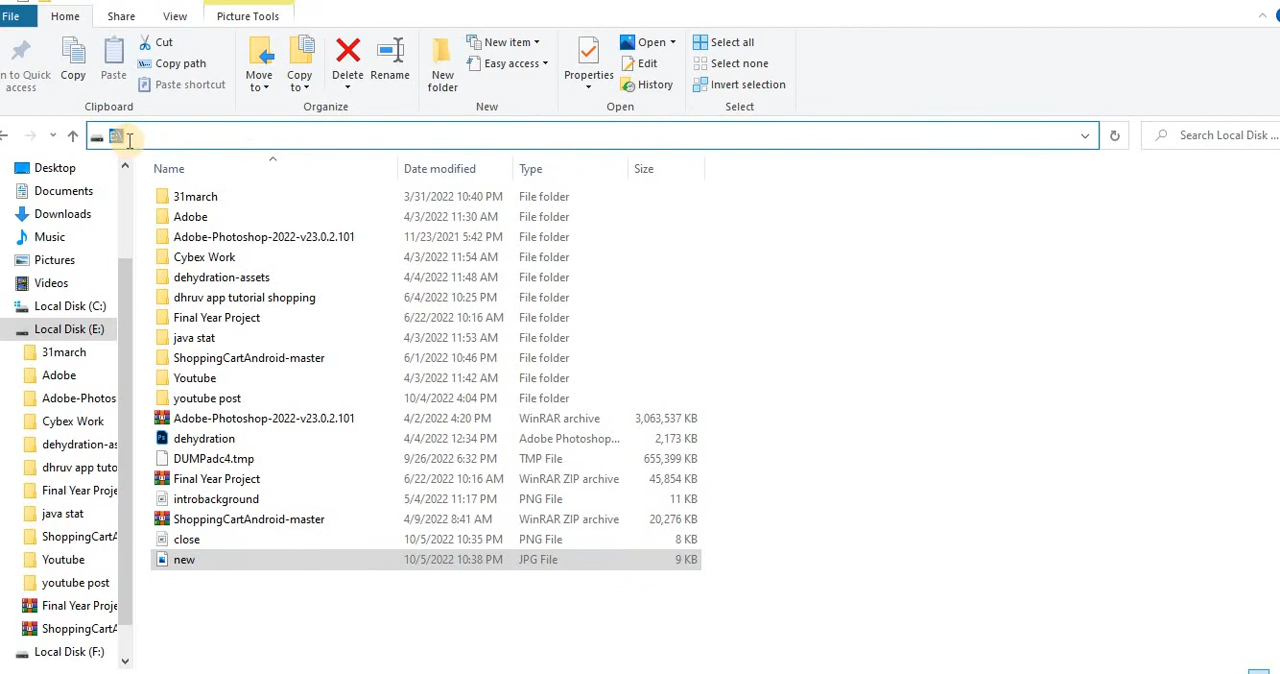 File Home Share View Picture Tools
n to Quick access
Copy
Paste
Cut
Copy path
Paste shortcut
Clipboard
Move to
Copy to
Delete
Rename
Organize
New folder
New item
Easy access
New
Properties
Open
Edit
History
Open
Select all
Select none
Invert selection
Select
E:\
Search Local Disk ...
Desktop
Documents
Downloads
Music
Pictures
Videos
Local Disk (C:)
Local Disk (E:)
31march
Adobe
Adobe-Photos
Cybex Work
dehydration-as
dhruv app tuto
Final Year Proje
java stat
ShoppingCartA
Youtube
youtube post
Final Year Proje
ShoppingCartA
Local Disk (F:)
Name Date modified Type Size
31march 3/31/2022 10:40 PM File folder
Adobe 4/3/2022 11:30 AM File folder
Adobe-Photoshop-2022-v23.0.2.101 11/23/2021 5:42 PM File folder
Cybex Work 4/3/2022 11:54 AM File folder
dehydration-assets 4/4/2022 11:48 AM File folder
dhruv app tutorial shopping 6/4/2022 10:25 PM File folder
Final Year Project 6/22/2022 10:16 AM File folder
java stat 4/3/2022 11:53 AM File folder
ShoppingCartAndroid-master 6/1/2022 10:46 PM File folder
Youtube 4/3/2022 11:42 AM File folder
youtube post 10/4/2022 4:04 PM File folder
Adobe-Photoshop-2022-v23.0.2.101 4/2/2022 4:20 PM WinRAR archive 3,063,537 KB
dehydration 4/4/2022 12:34 PM Adobe Photoshop... 2,173 KB
DUMPadc4.tmp 9/26/2022 6:32 PM TMP File 655,399 KB
Final Year Project 6/22/2022 10:16 AM WinRAR ZIP archive 45,854 KB
introbackground 5/4/2022 11:17 PM PNG File 11 KB
ShoppingCartAndroid-master 4/9/2022 8:41 AM WinRAR ZIP archive 20,276 KB
close 10/5/2022 10:35 PM PNG File 8 KB
new 10/5/2022 10:38 PM JPG File 9 KB